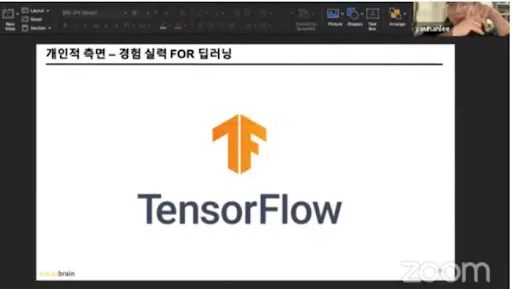 New
Layout
Reset
Section
Picture
Shapes
Text
Box
Arrange
youhanlee
개인적 측면 – 경험 실력 FOR 딥러닝
TensorFlow
brain
zoom